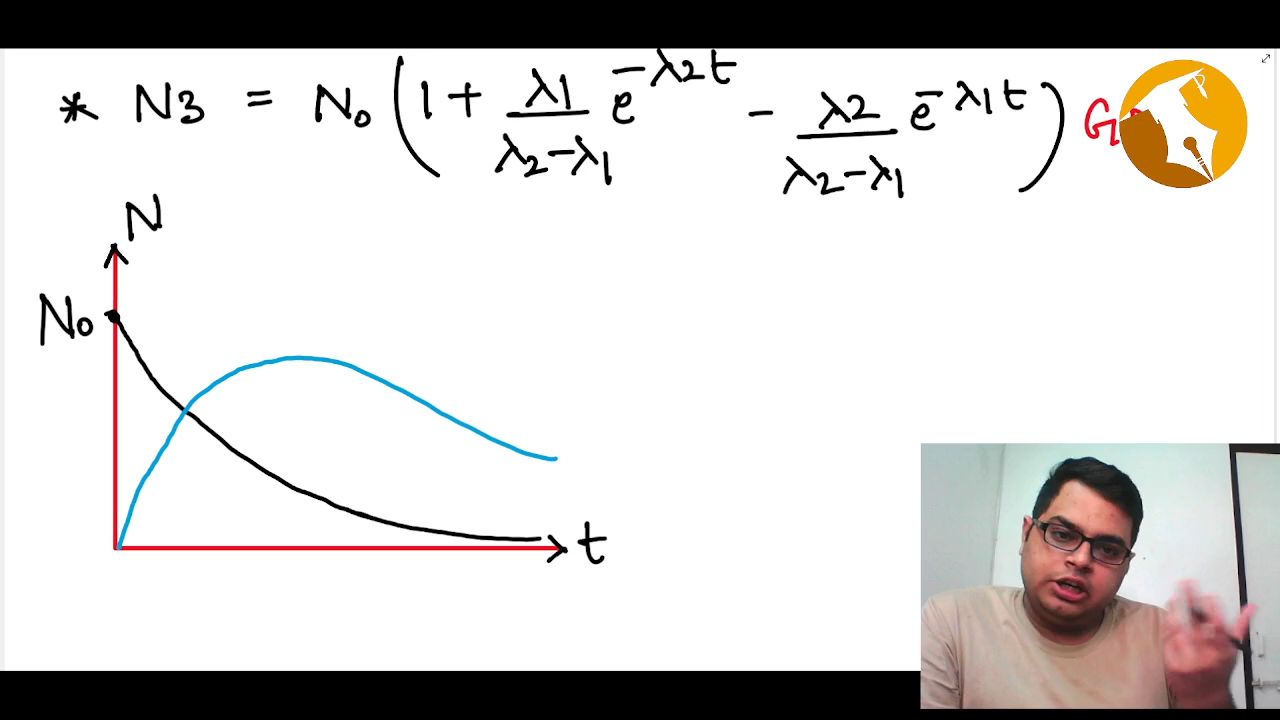 * N3 = N₀ (1 + λ1/(λ2-λ1) e^(-λ2t) - λ2/(λ2-λ1) e^(-λ1t))
N
N₀
t